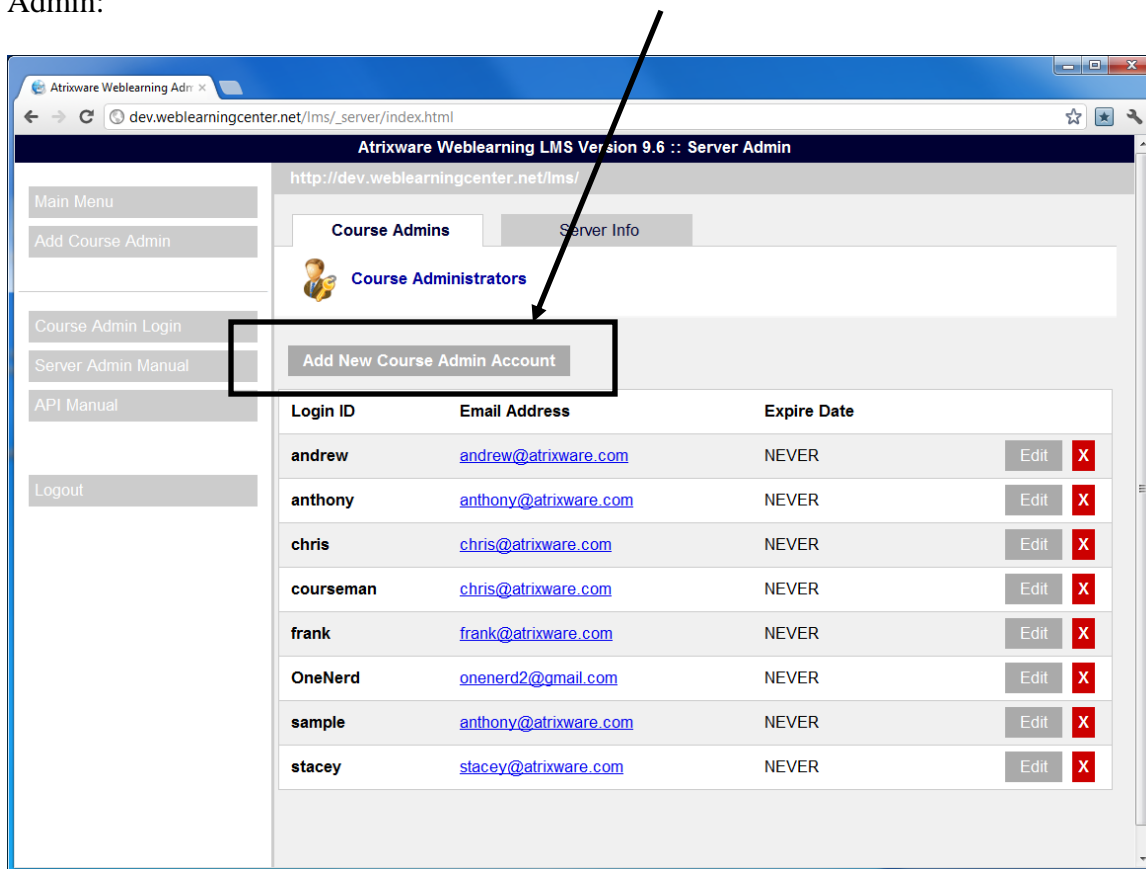 Admin:
Atrixware Weblearning Adm
dev.weblearningcenter.net/lms/_server/index.html
Atrixware Weblearning LMS Version 9.6 :: Server Admin
http://dev.weblearningcenter.net/lms/
Main Menu
Add Course Admin
Course Admin Login
Server Admin Manual
API Manual
Logout
Course Admins Server Info
Course Administrators
Add New Course Admin Account
Login ID Email Address Expire Date
andrew andrew@atrixware.com NEVER Edit X
anthony anthony@atrixware.com NEVER Edit X
chris chris@atrixware.com NEVER Edit X
courseman chris@atrixware.com NEVER Edit X
frank frank@atrixware.com NEVER Edit X
OneNerd onenerd2@gmail.com NEVER Edit X
sample anthony@atrixware.com NEVER Edit X
stacey stacey@atrixware.com NEVER Edit X